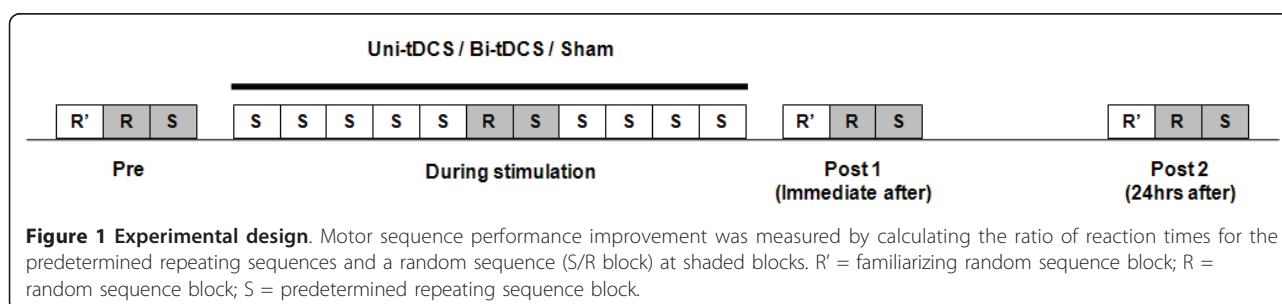 Uni-tDCS / Bi-tDCS / Sham
R' R S S S S S S R S S S S S R' R S R' R S
Pre During stimulation Post 1 Post 2
(Immediate after) (24hrs after)
Figure 1 Experimental design. Motor sequence performance improvement was measured by calculating the ratio of reaction times for the
predetermined repeating sequences and a random sequence (S/R block) at shaded blocks. R' = familiarizing random sequence block; R =
random sequence block; S = predetermined repeating sequence block.